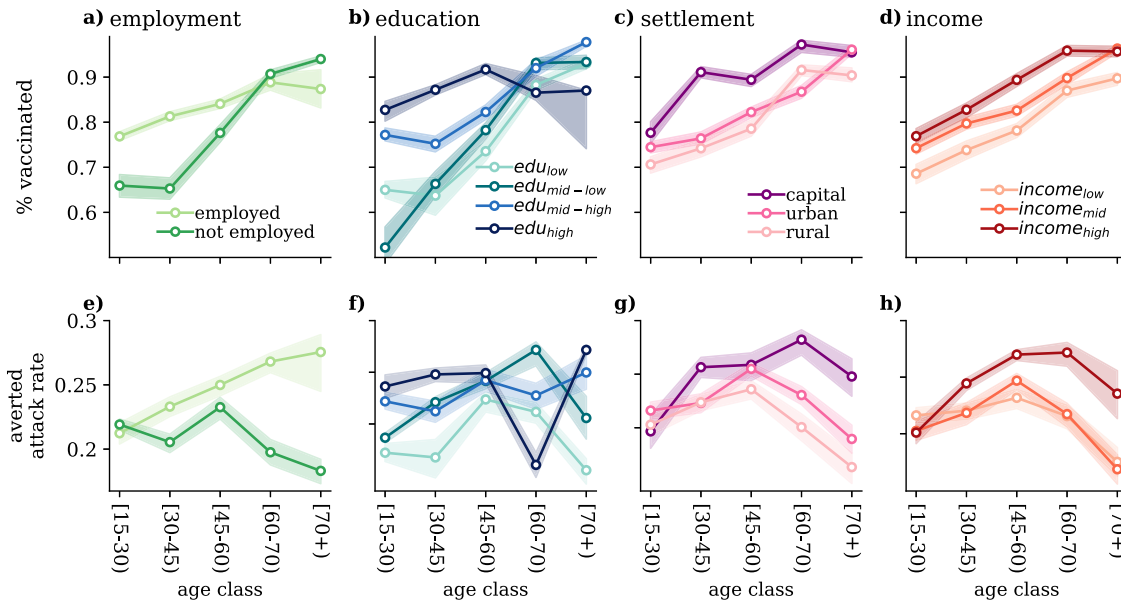 a) employment
b) education
c) settlement
d) income
% vaccinated
0.9
0.8
0.7
0.6
employed
not employed
edu_low
edu_mid-low
edu_mid-high
edu_high
capital
urban
rural
income_low
income_mid
income_high
e)
f)
g)
h)
averted
attack rate
0.3
0.25
0.2
[15-30) [30-45) [45-60) [60-70) [70+)
[15-30) [30-45) [45-60) [60-70) [70+)
[15-30) [30-45) [45-60) [60-70) [70+)
[15-30) [30-45) [45-60) [60-70) [70+)
age class
age class
age class
age class